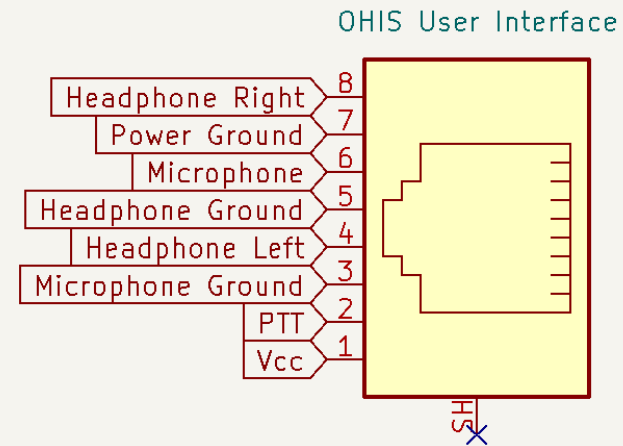 OHIS User Interface
Headphone Right 8
Power Ground 7
Microphone 6
Headphone Ground 5
Headphone Left 4
Microphone Ground 3
PTT 2
Vcc 1
SH